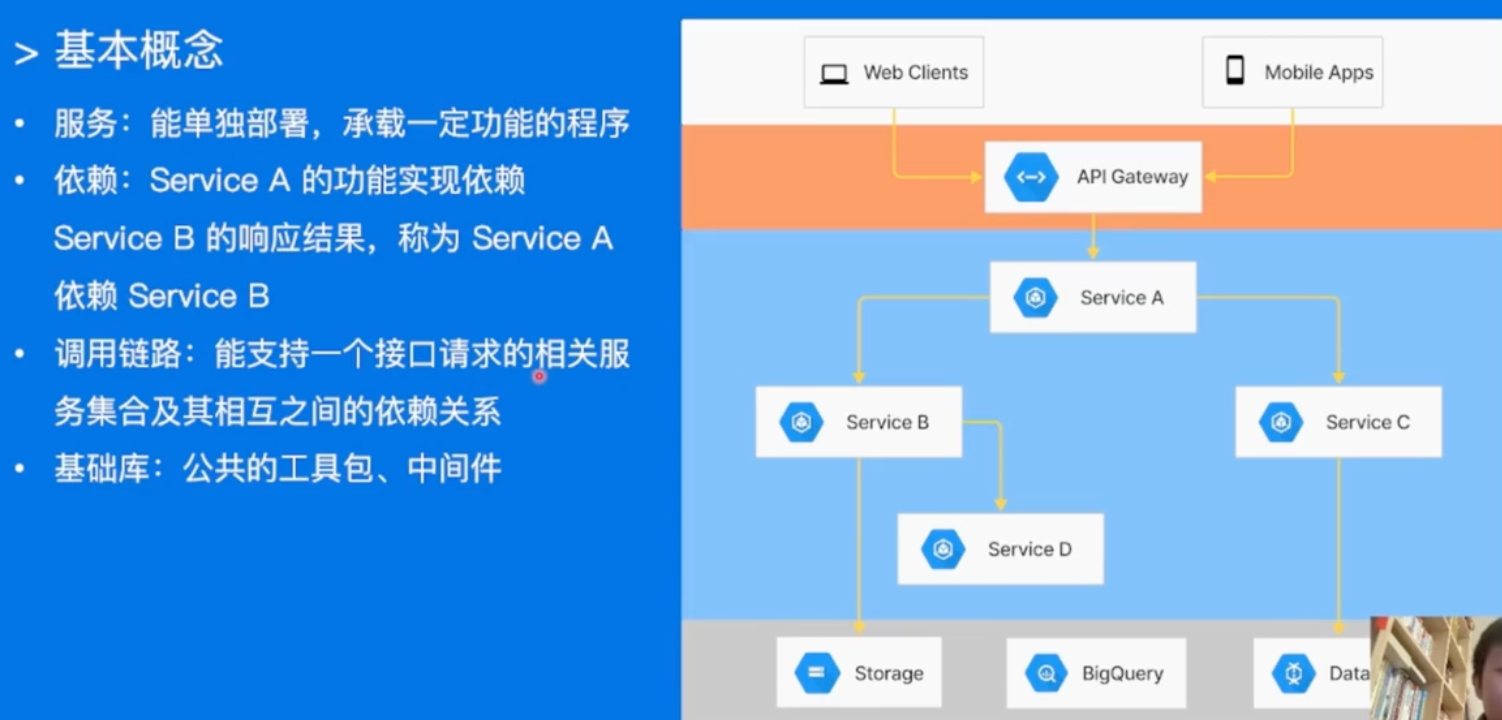 > 基本概念
• 服务：能单独部署，承载一定功能的程序
• 依赖：Service A 的功能实现依赖
Service B 的响应结果，称为 Service A
依赖 Service B
• 调用链路：能支持一个接口请求的相关服
务集合及其相互之间的依赖关系
• 基础库：公共的工具包、中间件
Web Clients
Mobile Apps
API Gateway
Service A
Service B
Service C
Service D
Storage
BigQuery
Data